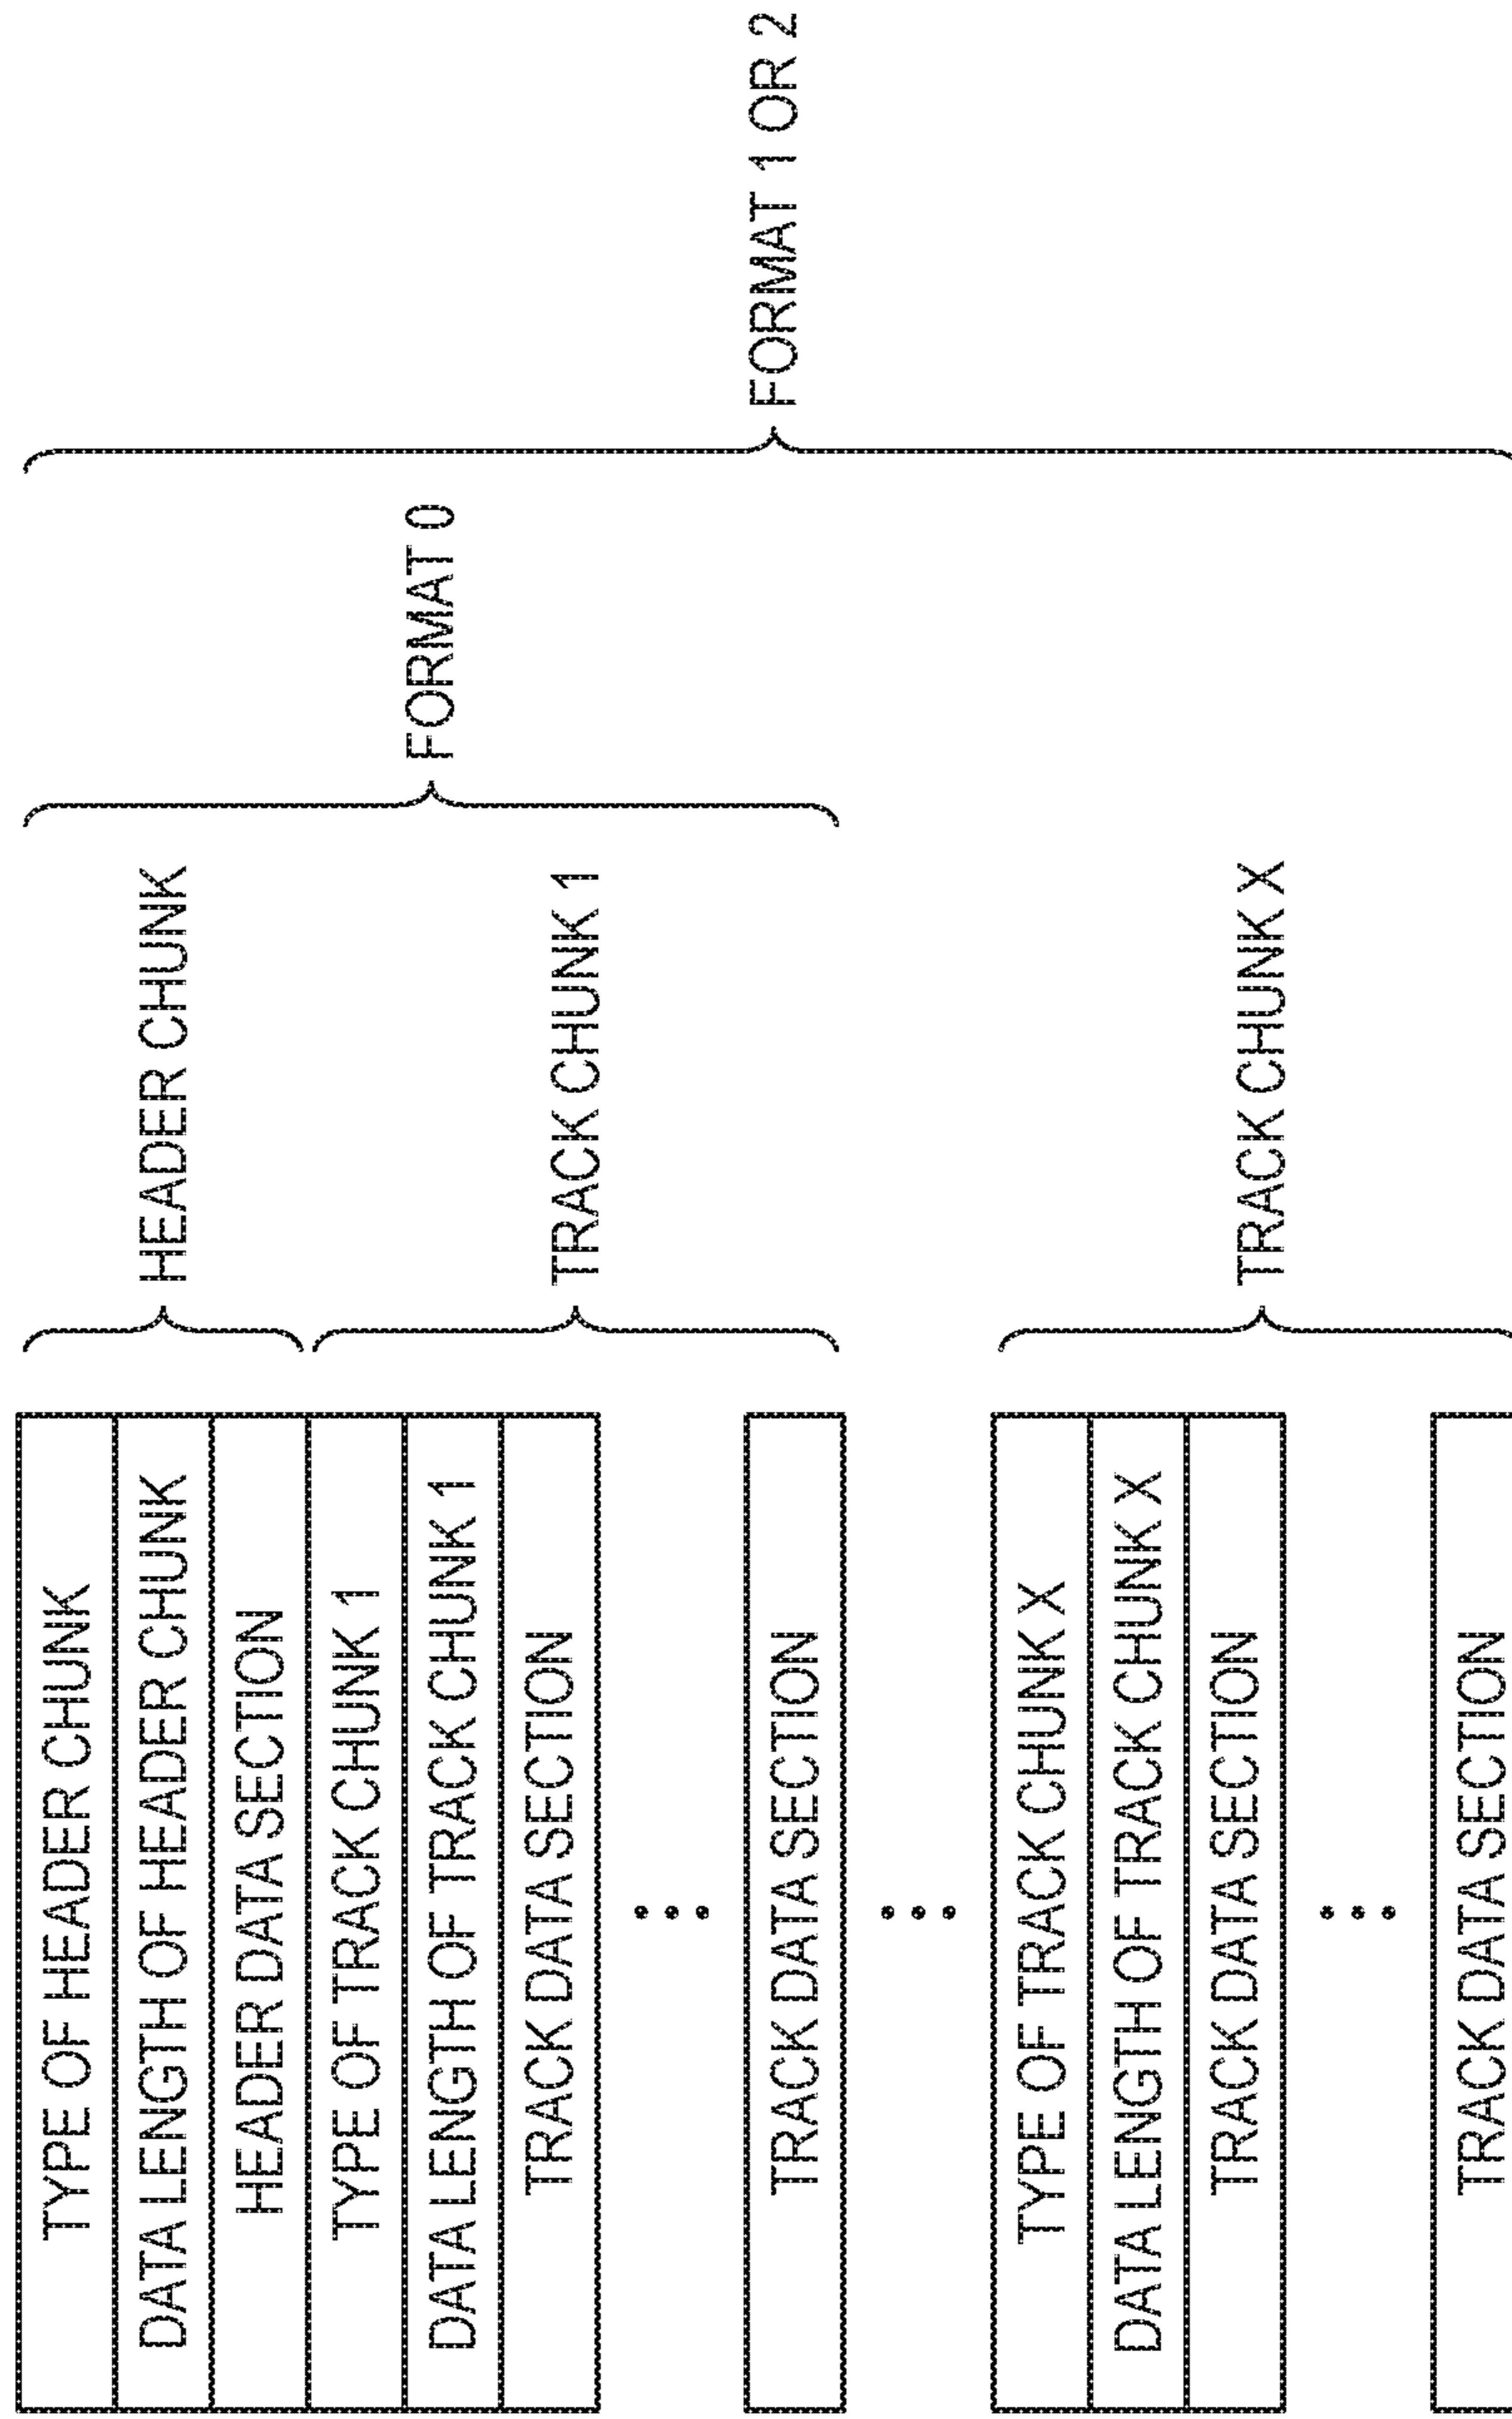 TYPE OF HEADER CHUNK
DATA LENGTH OF HEADER CHUNK
HEADER DATA SECTION
TYPE OF TRACK CHUNK 1
DATA LENGTH OF TRACK CHUNK 1
TRACK DATA SECTION
TRACK DATA SECTION
TYPE OF TRACK CHUNK X
DATA LENGTH OF TRACK CHUNK X
TRACK DATA SECTION
TRACK DATA SECTION
HEADER CHUNK
TRACK CHUNK 1
TRACK CHUNK X
FORMAT 0
FORMAT 1 OR 2